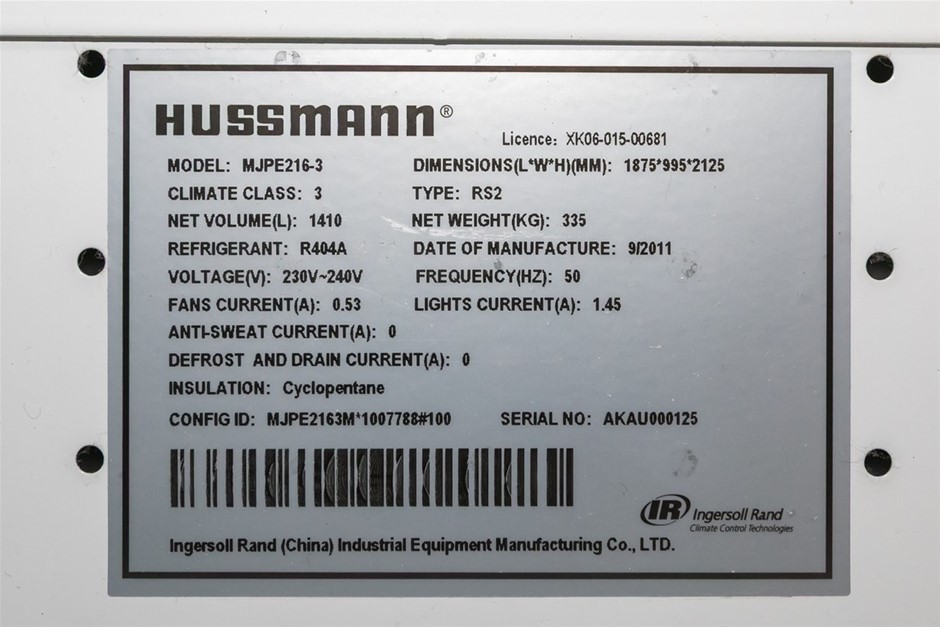 HUSSMANN®
Licence: XK06-015-00681
MODEL: MJPE216-3 DIMENSIONS(L*W*H)(MM): 1875*995*2125
CLIMATE CLASS: 3 TYPE: RS2
NET VOLUME(L): 1410 NET WEIGHT(KG): 335
REFRIGERANT: R404A DATE OF MANUFACTURE: 9/2011
VOLTAGE(V): 230V~240V FREQUENCY(HZ): 50
FANS CURRENT(A): 0.53 LIGHTS CURRENT(A): 1.45
ANTI-SWEAT CURRENT(A): 0
DEFROST AND DRAIN CURRENT(A): 0
INSULATION: Cyclopentane
CONFIG ID: MJPE2163M*1007788#100 SERIAL NO: AKAU000125
IR Ingersoll Rand
Climate Control Technologies
Ingersoll Rand (China) Industrial Equipment Manufacturing Co., LTD.